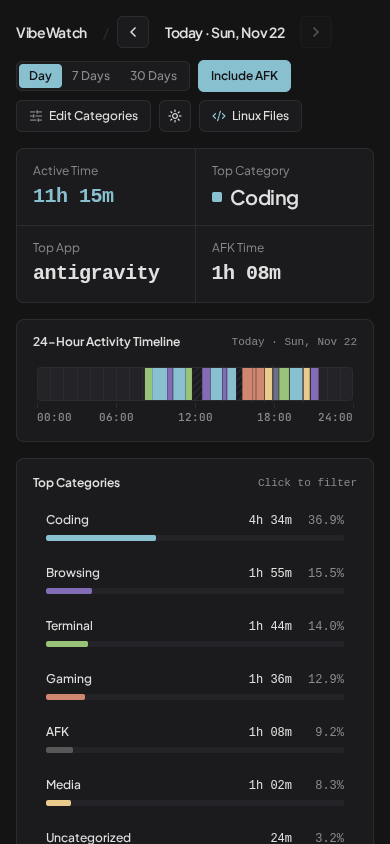 VibeWatch / Today · Sun, Nov 22
Day 7 Days 30 Days Include AFK
Edit Categories Linux Files
Active Time Top Category
11h 15m Coding
Top App AFK Time
antigravity 1h 08m
24-Hour Activity Timeline Today · Sun, Nov 22
00:00 06:00 12:00 18:00 24:00
Top Categories Click to filter
Coding 4h 34m 36.9%
Browsing 1h 55m 15.5%
Terminal 1h 44m 14.0%
Gaming 1h 36m 12.9%
AFK 1h 08m 9.2%
Media 1h 02m 8.3%
Uncategorized 24m 3.2%